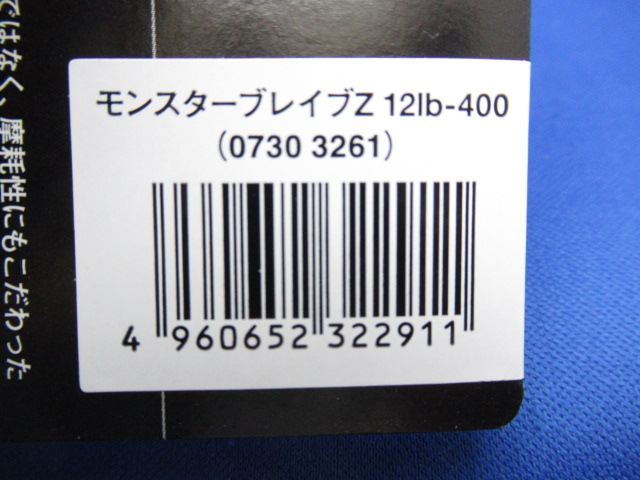 モンスターブレイブZ 12lb-400
(0730 3261)
4 960652 322911
ではなく、摩耗性にもこだわった